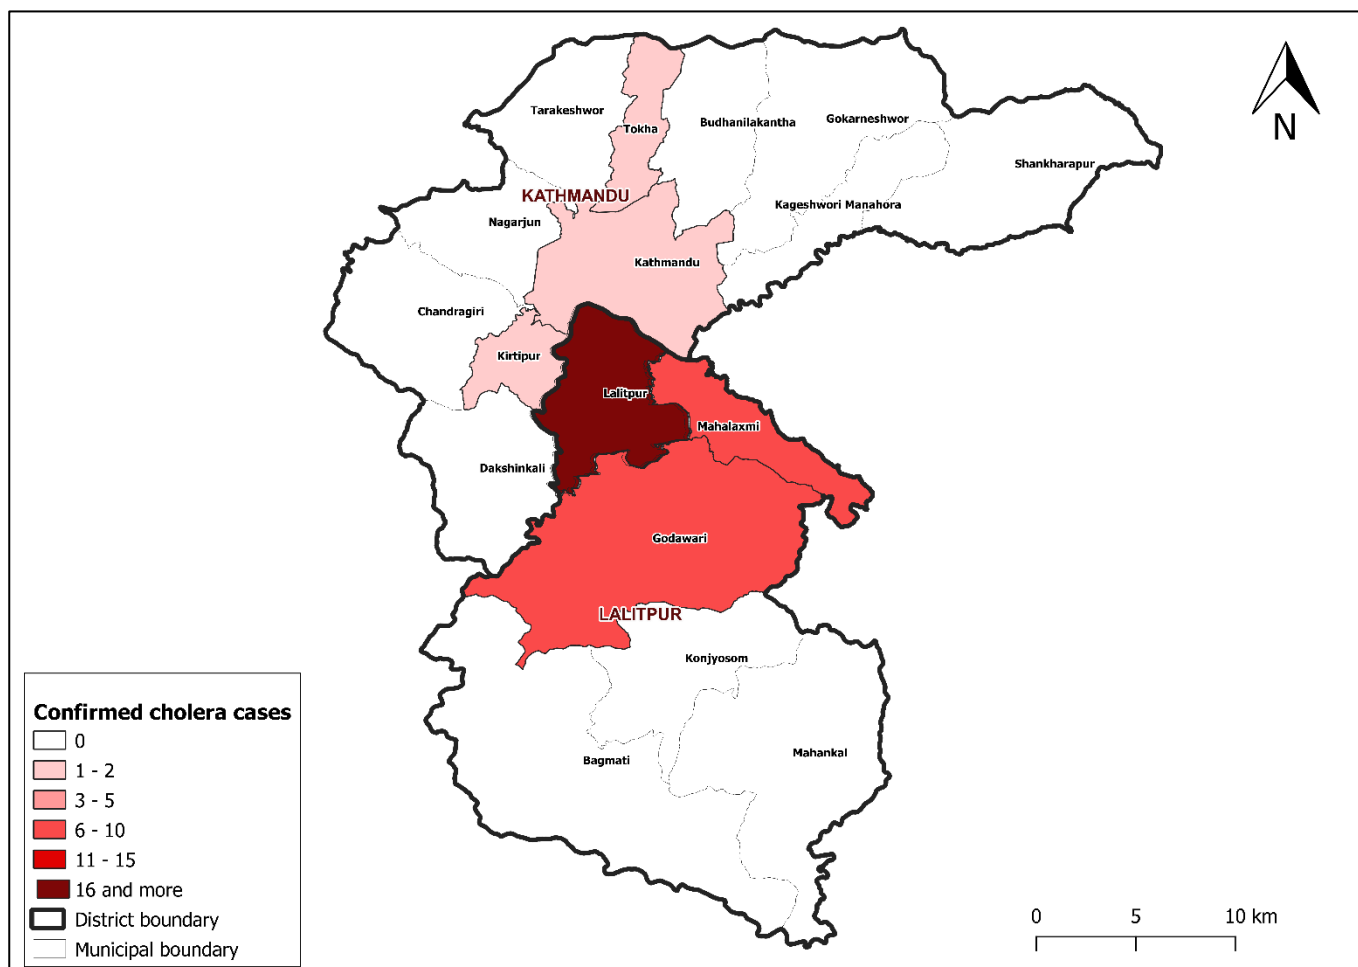 Tarakeshwor
Tokha
Budhanilakantha
Gokarneshwor
Shankharapur
N
KATHMANDU
Nagarjun
Kageshwori Manahora
Kathmandu
Chandragiri
Kirtipur
Lalitpur
Mahalaxmi
Dakshinkali
Godawari
LALITPUR
Konjyosom
Bagmati
Mahankal
Confirmed cholera cases
0
1 - 2
3 - 5
6 - 10
11 - 15
16 and more
District boundary
Municipal boundary
0 5 10 km